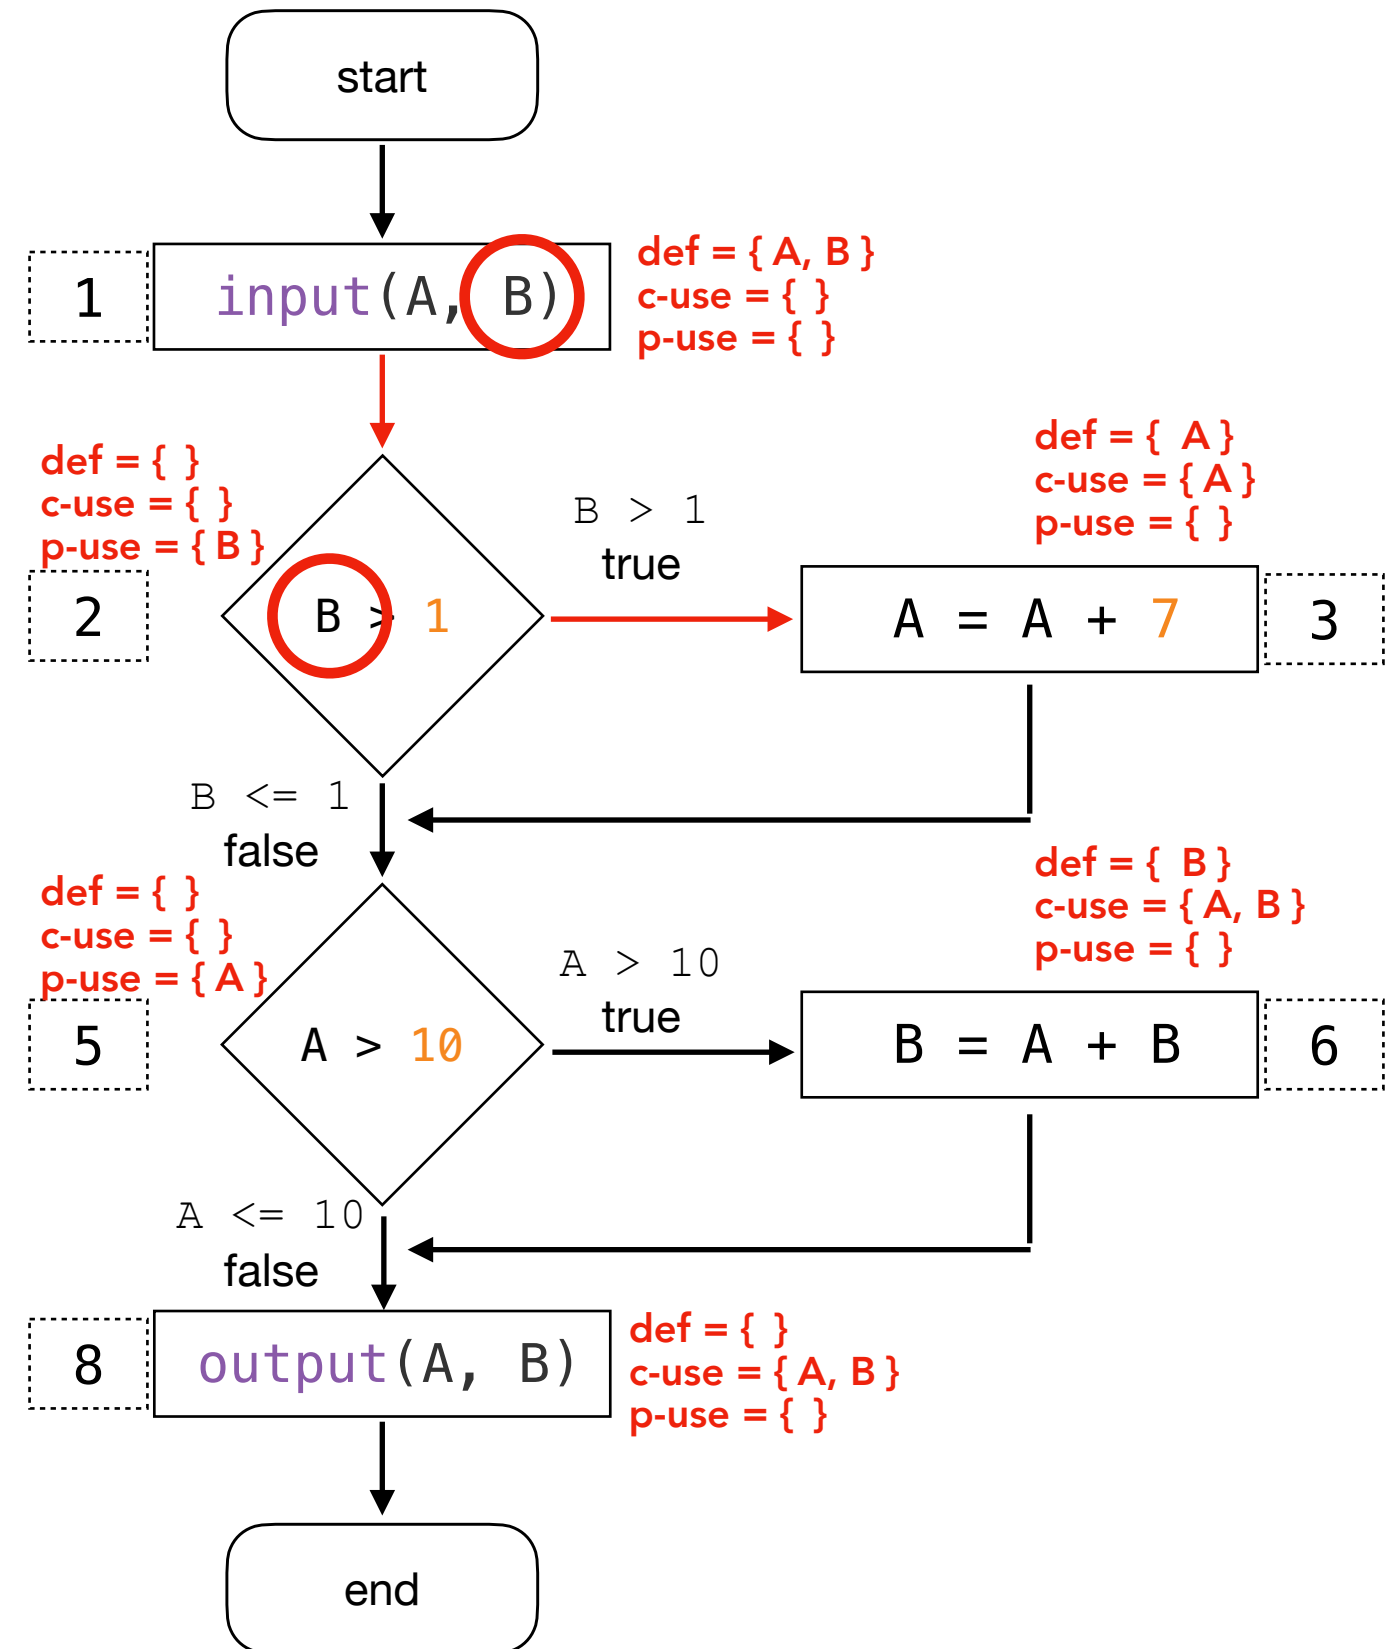 start
1
input(A, B)
def = { A, B }
c-use = { }
p-use = { }
def = { }
c-use = { }
p-use = { B }
2
B > 1
B > 1
true
def = { A }
c-use = { A }
p-use = { }
A = A + 7
3
B <= 1
false
def = { }
c-use = { }
p-use = { A }
5
A > 10
A > 10
true
def = { B }
c-use = { A, B }
p-use = { }
B = A + B
6
A <= 10
false
8
output(A, B)
def = { }
c-use = { A, B }
p-use = { }
end